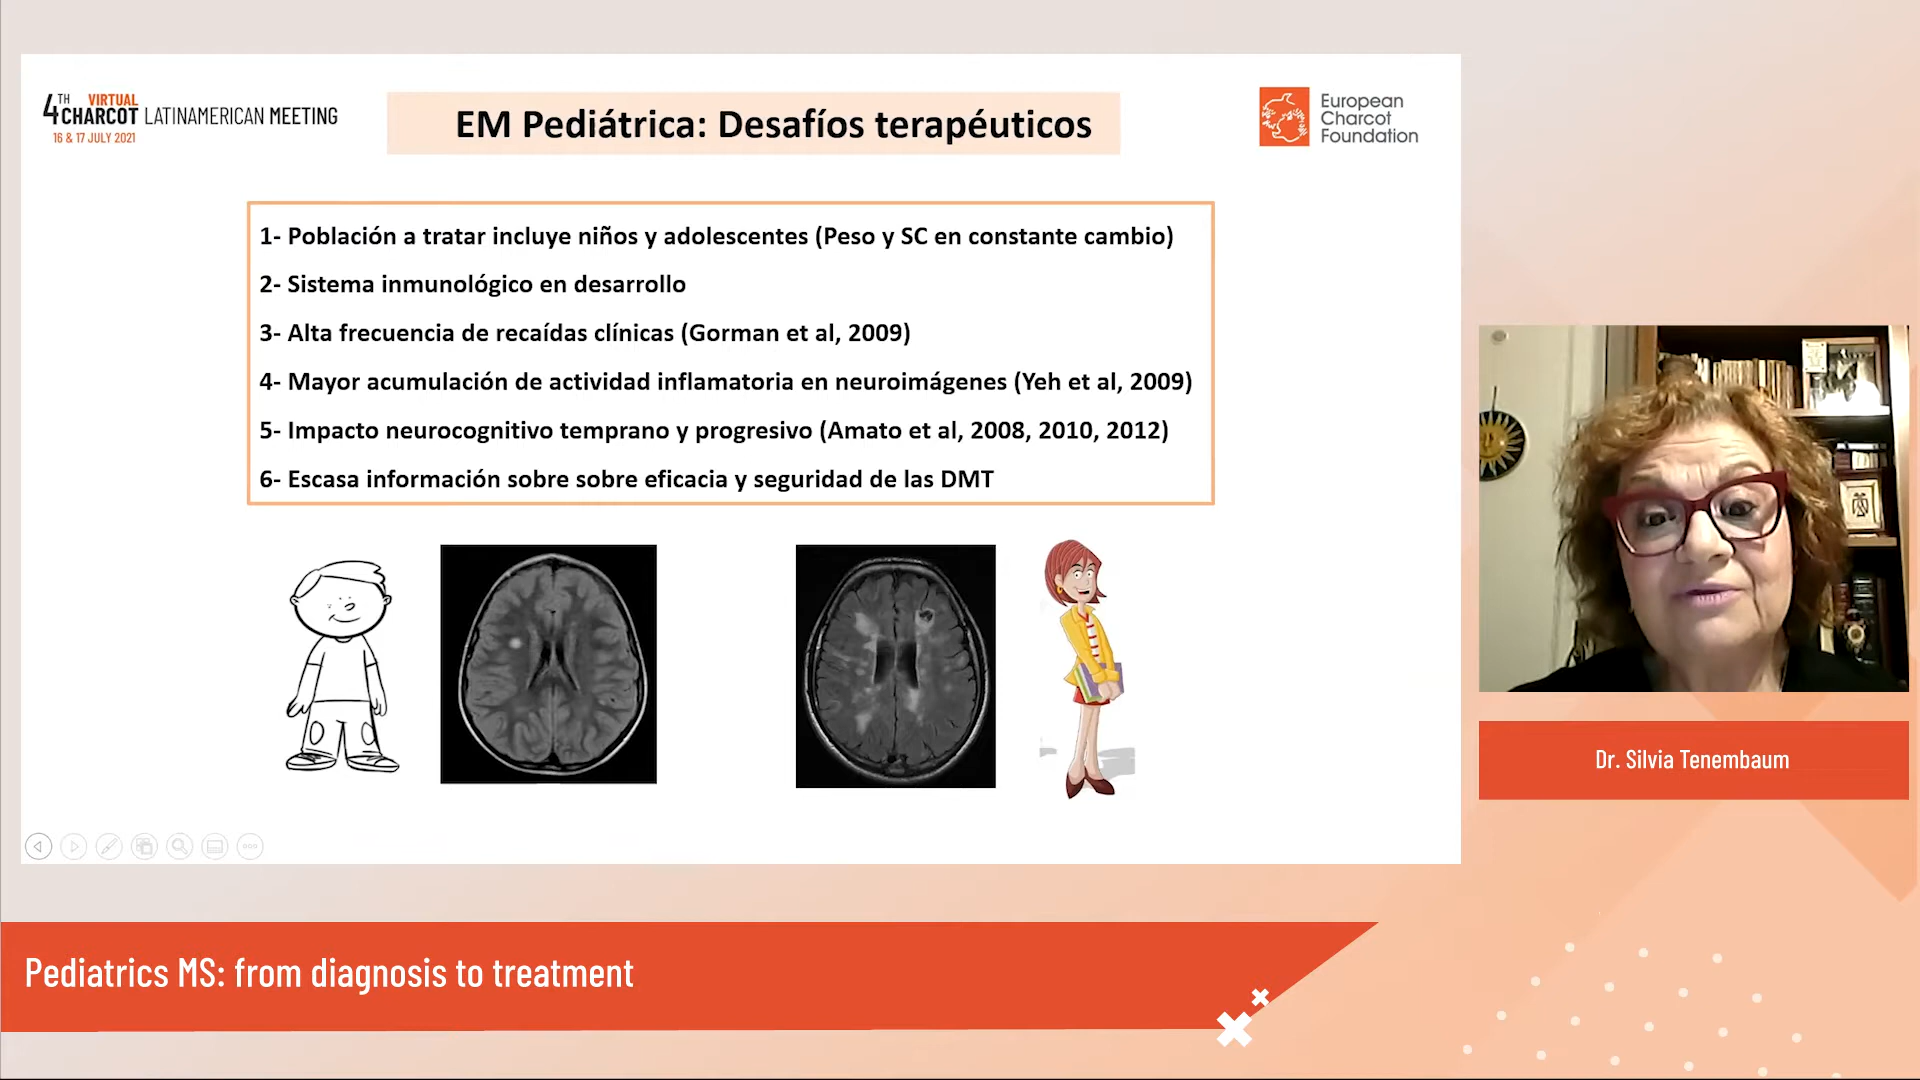 4TH VIRTUAL CHARCOT LATINAMERICAN MEETING
16 & 17 JULY 2021
EM Pediátrica: Desafíos terapéuticos
European
Charcot
Foundation
1- Población a tratar incluye niños y adolescentes (Peso y SC en constante cambio)
2- Sistema inmunológico en desarrollo
3- Alta frecuencia de recaídas clínicas (Gorman et al, 2009)
4- Mayor acumulación de actividad inflamatoria en neuroimágenes (Yeh et al, 2009)
5- Impacto neurocognitivo temprano y progresivo (Amato et al, 2008, 2010, 2012)
6- Escasa información sobre sobre eficacia y seguridad de las DMT
Dr. Silvia Tenembaum
Pediatrics MS: from diagnosis to treatment